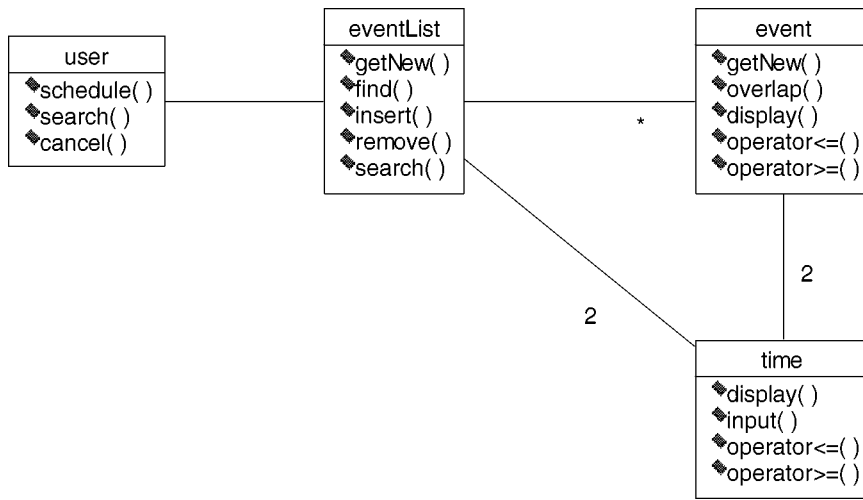 user
schedule( )
search( )
cancel( )
eventList
getNew( )
find( )
insert( )
remove( )
search( )
event
getNew( )
overlap( )
display( )
operator<=( )
operator>=( )
*
2
2
time
display( )
input( )
operator<=( )
operator>=( )